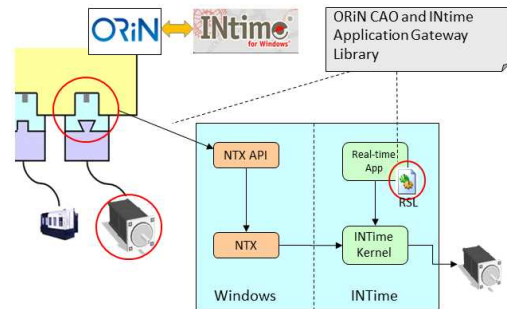 ORiN
INtime
for Windows®
ORiN CAO and INtime
Application Gateway
Library
NTX API
Real-time
App
RSL
NTX
INTime
Kernel
Windows
INTime